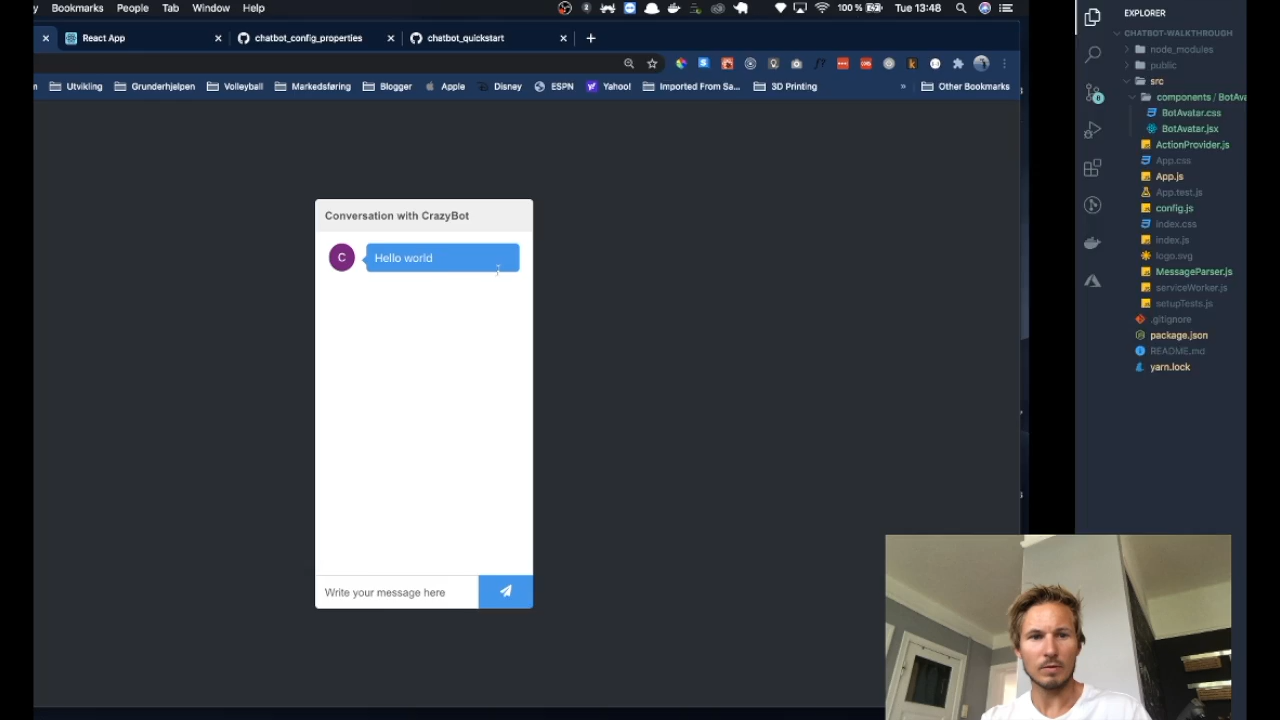 y Bookmarks People Tab Window Help 2 100 % Tue 13:48
React App chatbot_config_properties chatbot_quickstart
n Utvikling Grunderhjelpen Volleyball Markedsføring Blogger Apple Disney ESPN Yahoo! Imported From Sa... 3D Printing » Other Bookmarks
Conversation with CrazyBot
C Hello world
Write your message here
EXPLORER
CHATBOT-WALKTHROUGH
node_modules
public
src
components / BotAva
BotAvatar.css
BotAvatar.jsx
ActionProvider.js
App.css
App.js
App.test.js
config.js
index.css
index.js
logo.svg
MessageParser.js
serviceWorker.js
setupTests.js
.gitignore
package.json
README.md
yarn.lock